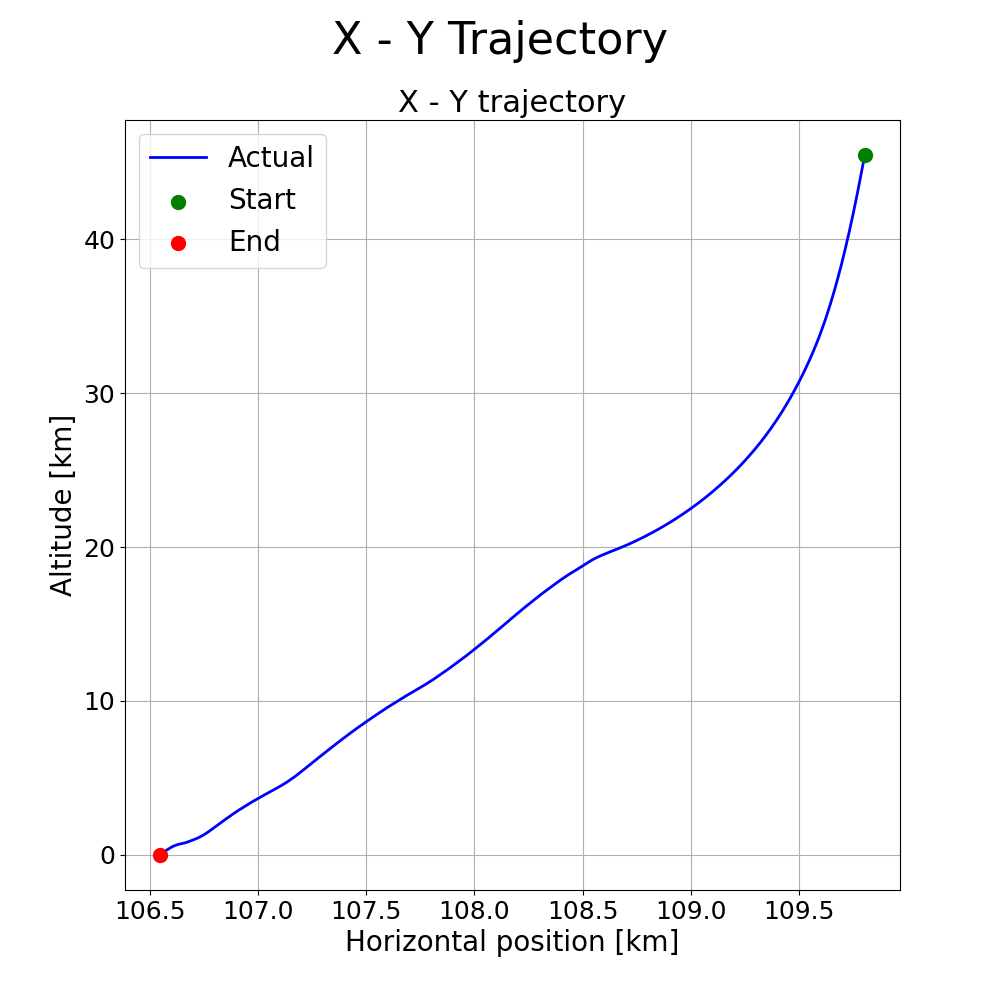 X - Y Trajectory
X - Y trajectory
Actual
Start
End
Altitude [km]
40
30
20
10
0
106.5 107.0 107.5 108.0 108.5 109.0 109.5
Horizontal position [km]